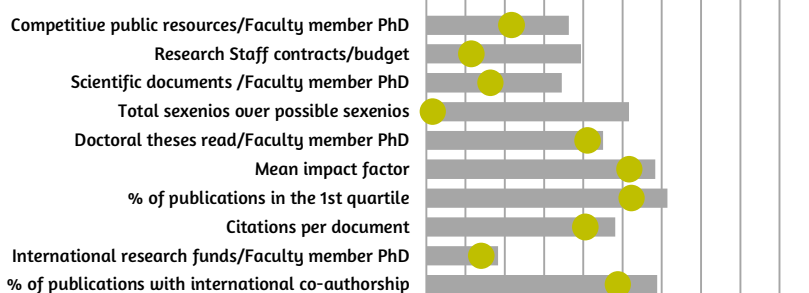 Competitive public resources/Faculty member PhD
Research Staff contracts/budget
Scientific documents /Faculty member PhD
Total sexenios over possible sexenios
Doctoral theses read/Faculty member PhD
Mean impact factor
% of publications in the 1st quartile
Citations per document
International research funds/Faculty member PhD
% of publications with international co-authorship